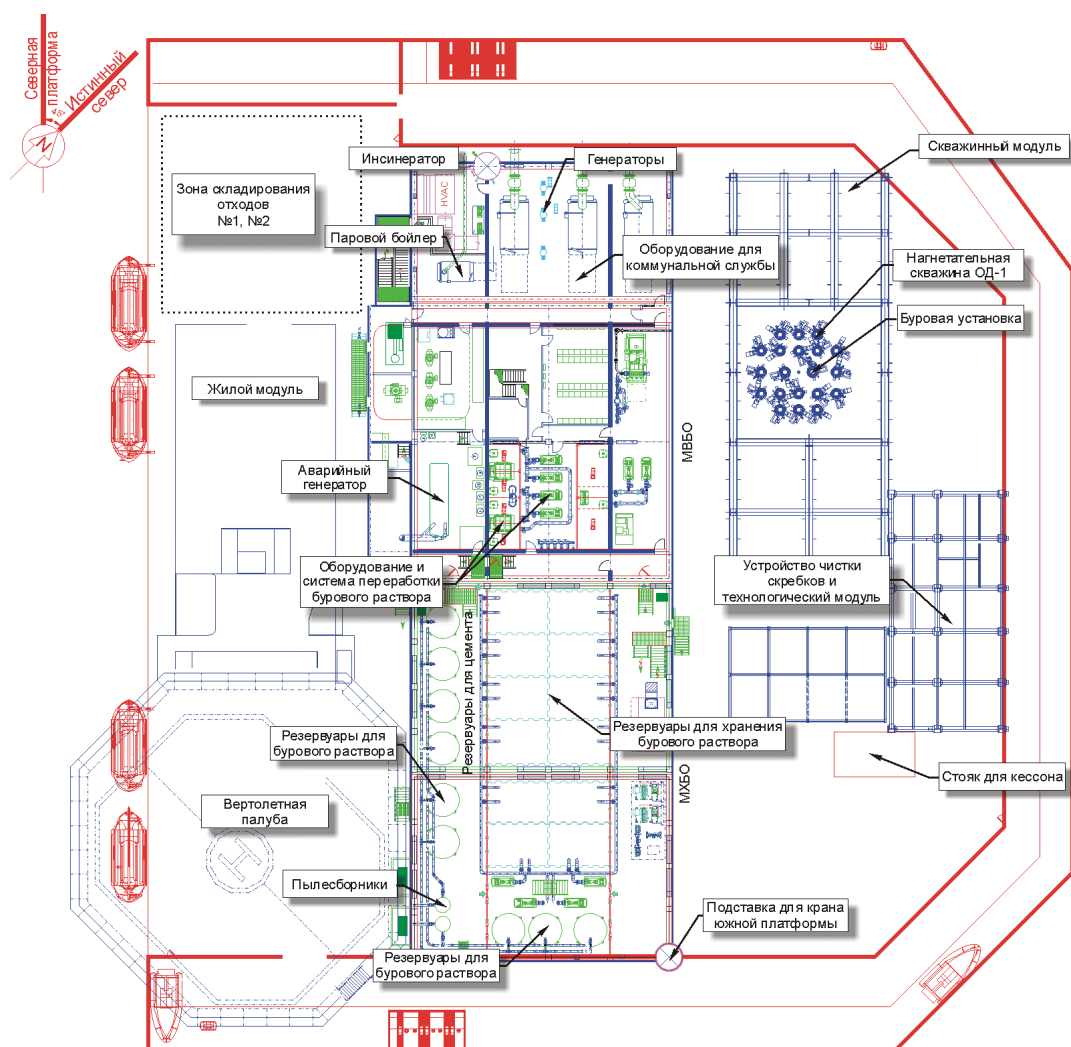 Северная
платформа
Истинный
север
45°
N
Зона складирования
отходов
№1, №2
Инсинератор
Генераторы
Скважинный модуль
HVAC
Паровой бойлер
Оборудование для
коммунальной службы
Нагнетательная
скважина ОД-1
Буровая установка
Жилой модуль
МВБО
Аварийный
генератор
Оборудование и
система переработки
бурового раствора
Устройство чистки
скребков и
технологический модуль
Резервуары для цемента
Резервуары для
бурового раствора
Резервуары для хранения
бурового раствора
МХБО
Стояк для кессона
Вертолетная
палуба
H
Пылесборники
Подставка для крана
южной платформы
Резервуары для
бурового раствора